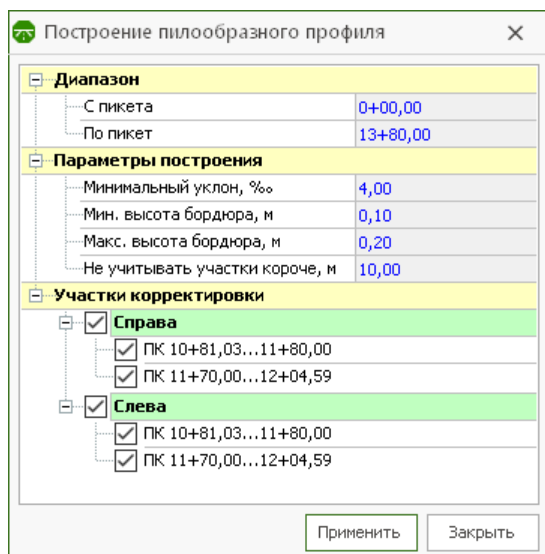 Построение пилообразного профиля
Диапазон
С пикета 0+00,00
По пикет 13+80,00
Параметры построения
Минимальный уклон, ‰ 4,00
Мин. высота бордюра, м 0,10
Макс. высота бордюра, м 0,20
Не учитывать участки короче, м 10,00
Участки корректировки
Справа
ПК 10+81,03...11+80,00
ПК 11+70,00...12+04,59
Слева
ПК 10+81,03...11+80,00
ПК 11+70,00...12+04,59
Применить Закрыть